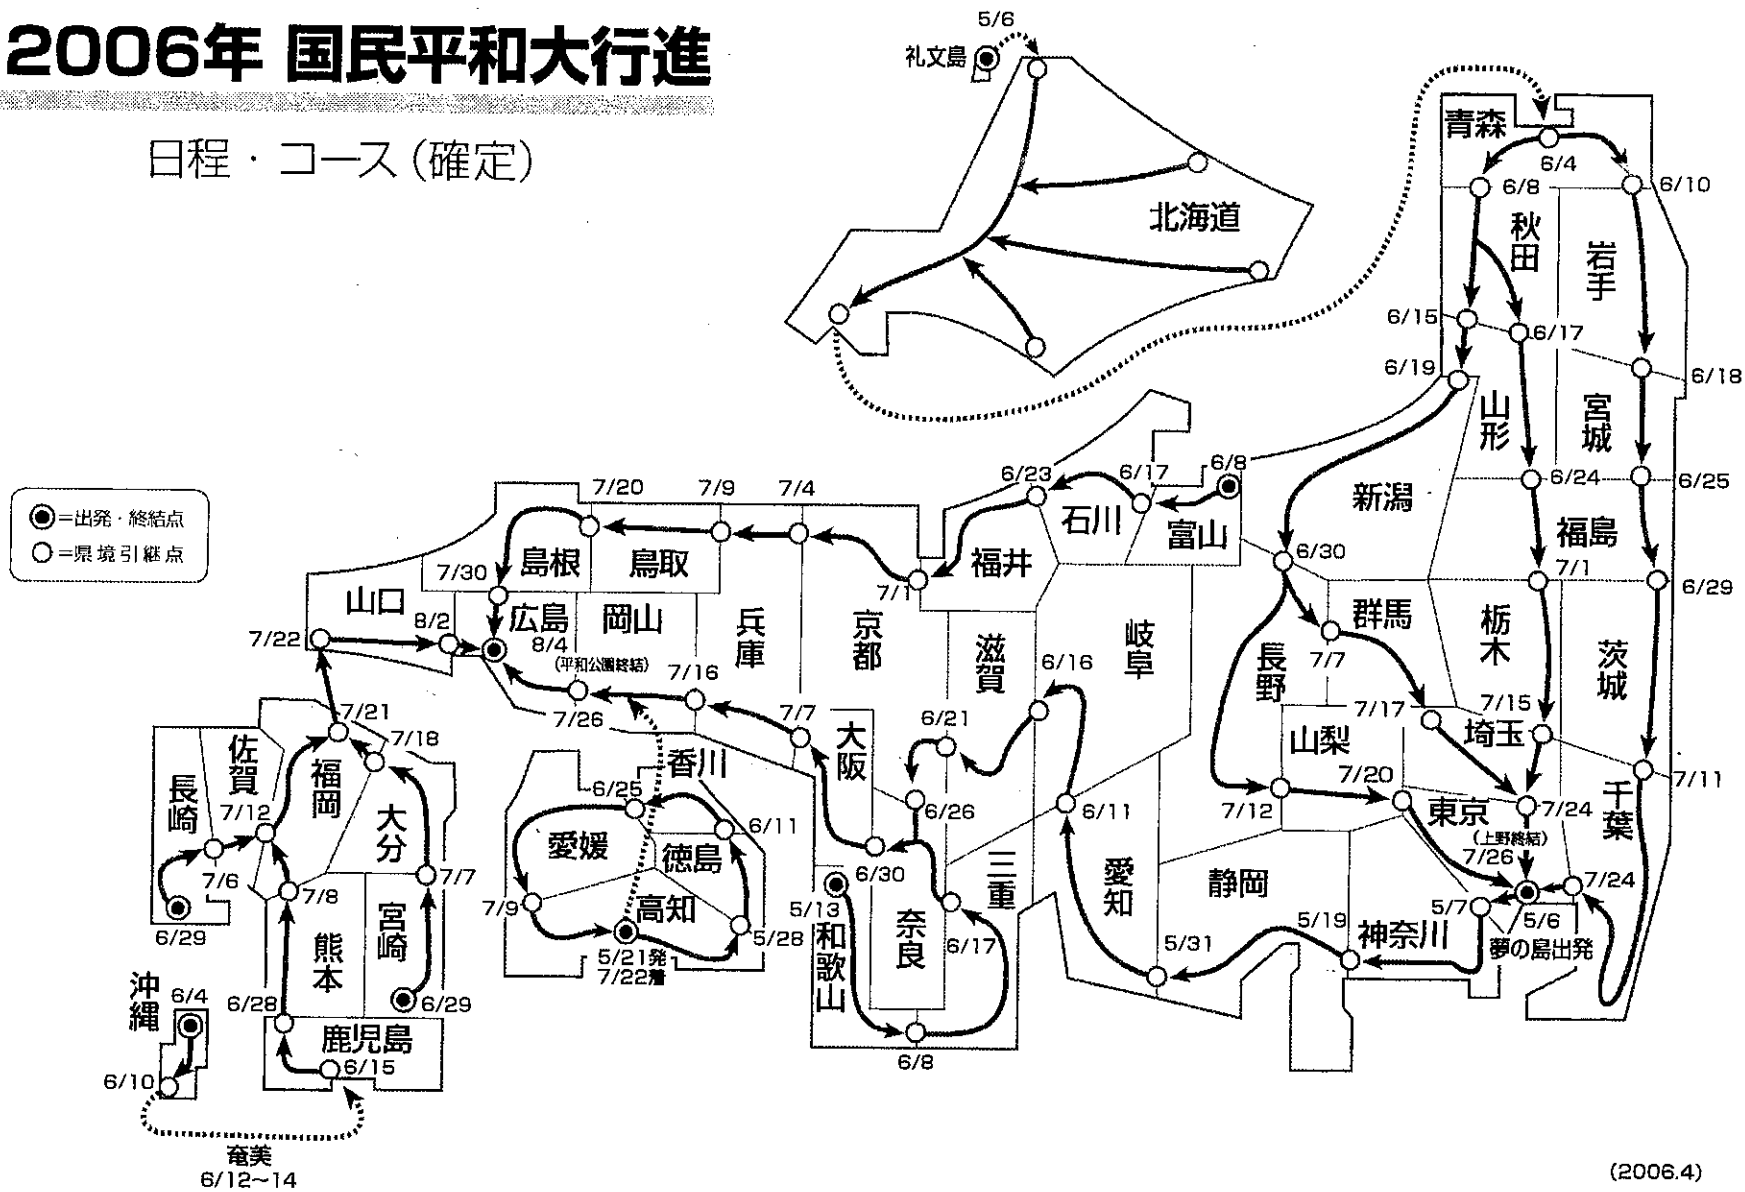 2006年 国民平和大行進
日程・コース(確定)
◉=出発・終結点
○=県境引継点
5/6
礼文島
北海道
青森
6/4
6/8
6/10
秋田
岩手
6/15
6/17
6/18
6/19
山形
宮城
6/24
6/25
新潟
福島
6/30
7/1
6/29
群馬
栃木
茨城
7/7
長野
7/17
7/15
埼玉
山梨
7/11
7/12
7/20
東京
7/24
千葉
(上野終結)
7/26
7/24
5/7
5/6
夢の島出発
神奈川
5/19
静岡
5/31
愛知
6/11
岐阜
6/16
三重
6/8
富山
6/17
石川
6/23
福井
7/1
滋賀
6/21
6/26
京都
7/4
7/9
7/20
鳥取
島根
7/30
兵庫
岡山
広島
8/4
(平和公園終結)
山口
8/2
7/22
7/16
7/26
7/7
大阪
6/30
奈良
6/17
5/13
和歌山
6/8
香川
6/25
6/11
愛媛
徳島
高知
7/9
5/28
5/21発
7/22着
7/21
7/18
佐賀
福岡
長崎
大分
7/12
7/6
7/8
7/7
6/29
熊本
宮崎
6/29
6/28
鹿児島
6/15
沖縄
6/4
6/10
奄美
6/12~14
(2006.4)